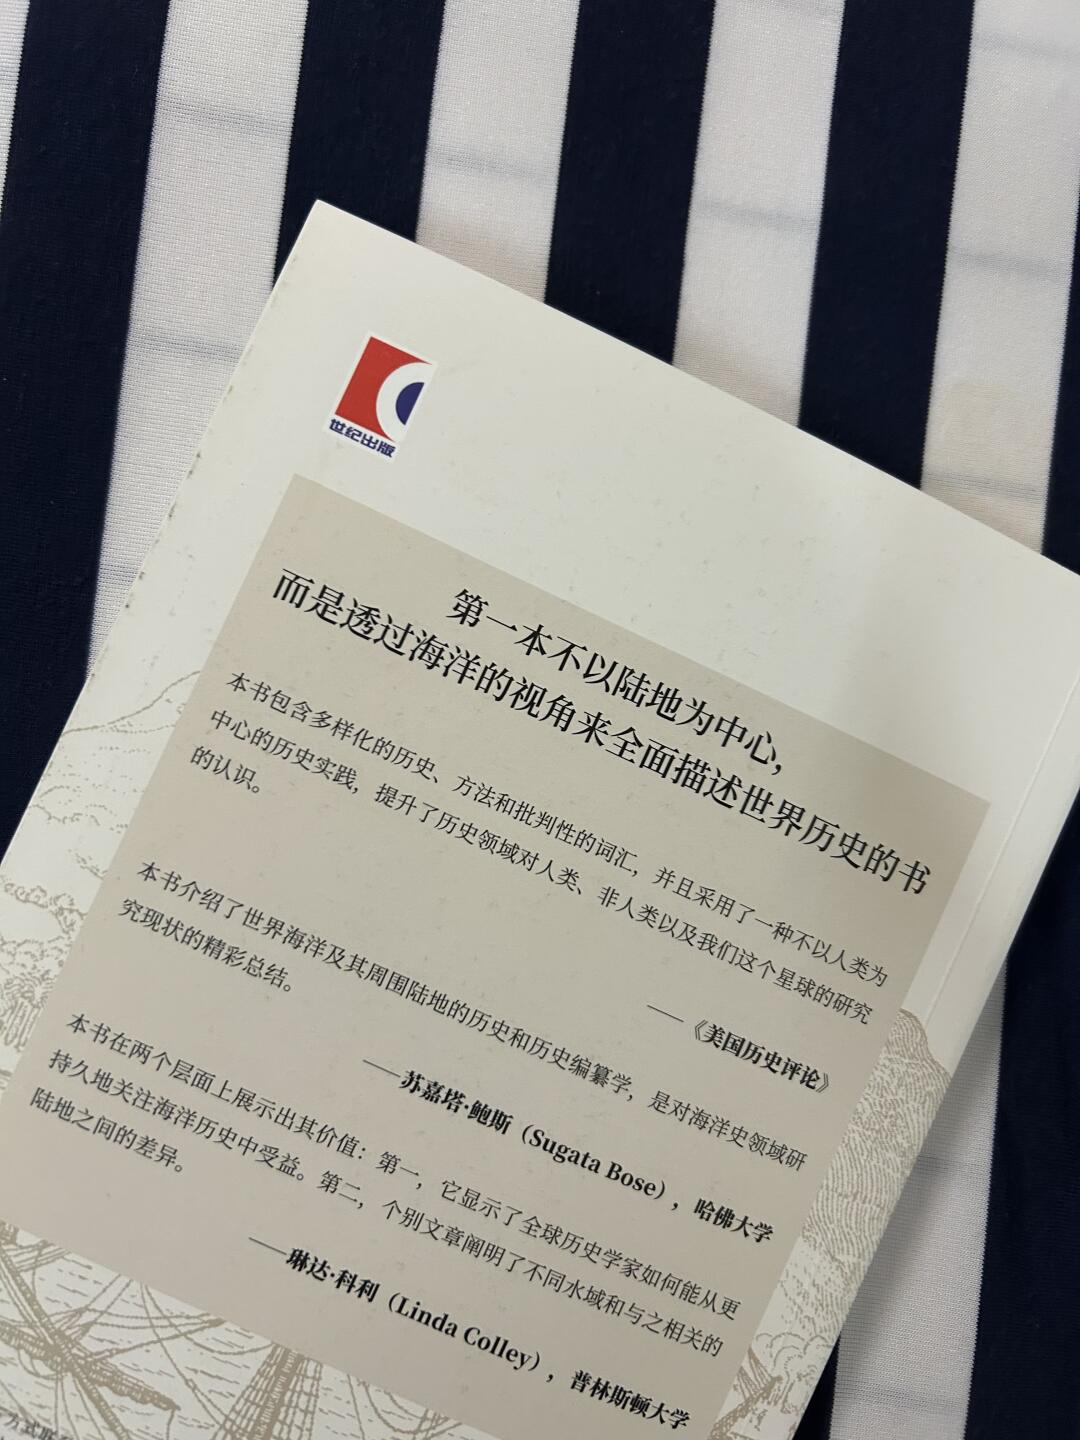 世纪出版
第一本不以陆地为中心，
而是透过海洋的视角来全面描述世界历史的书
本书包含多样化的历史、方法和批判性的词汇，并且采用了一种不以人类为
中心的历史实践，提升了历史领域对人类、非人类以及我们这个星球的研究
的认识。
——《美国历史评论》
本书介绍了世界海洋及其周围陆地的历史和历史编纂学，是对海洋史领域研
究现状的精彩总结。
——苏嘉塔·鲍斯（Sugata Bose），哈佛大学
本书在两个层面上展示出其价值：第一，它显示了全球历史学家如何能从更
持久地关注海洋历史中受益。第二，个别文章阐明了不同水域和与之相关的
陆地之间的差异。
——琳达·科利（Linda Colley），普林斯顿大学
方式联系